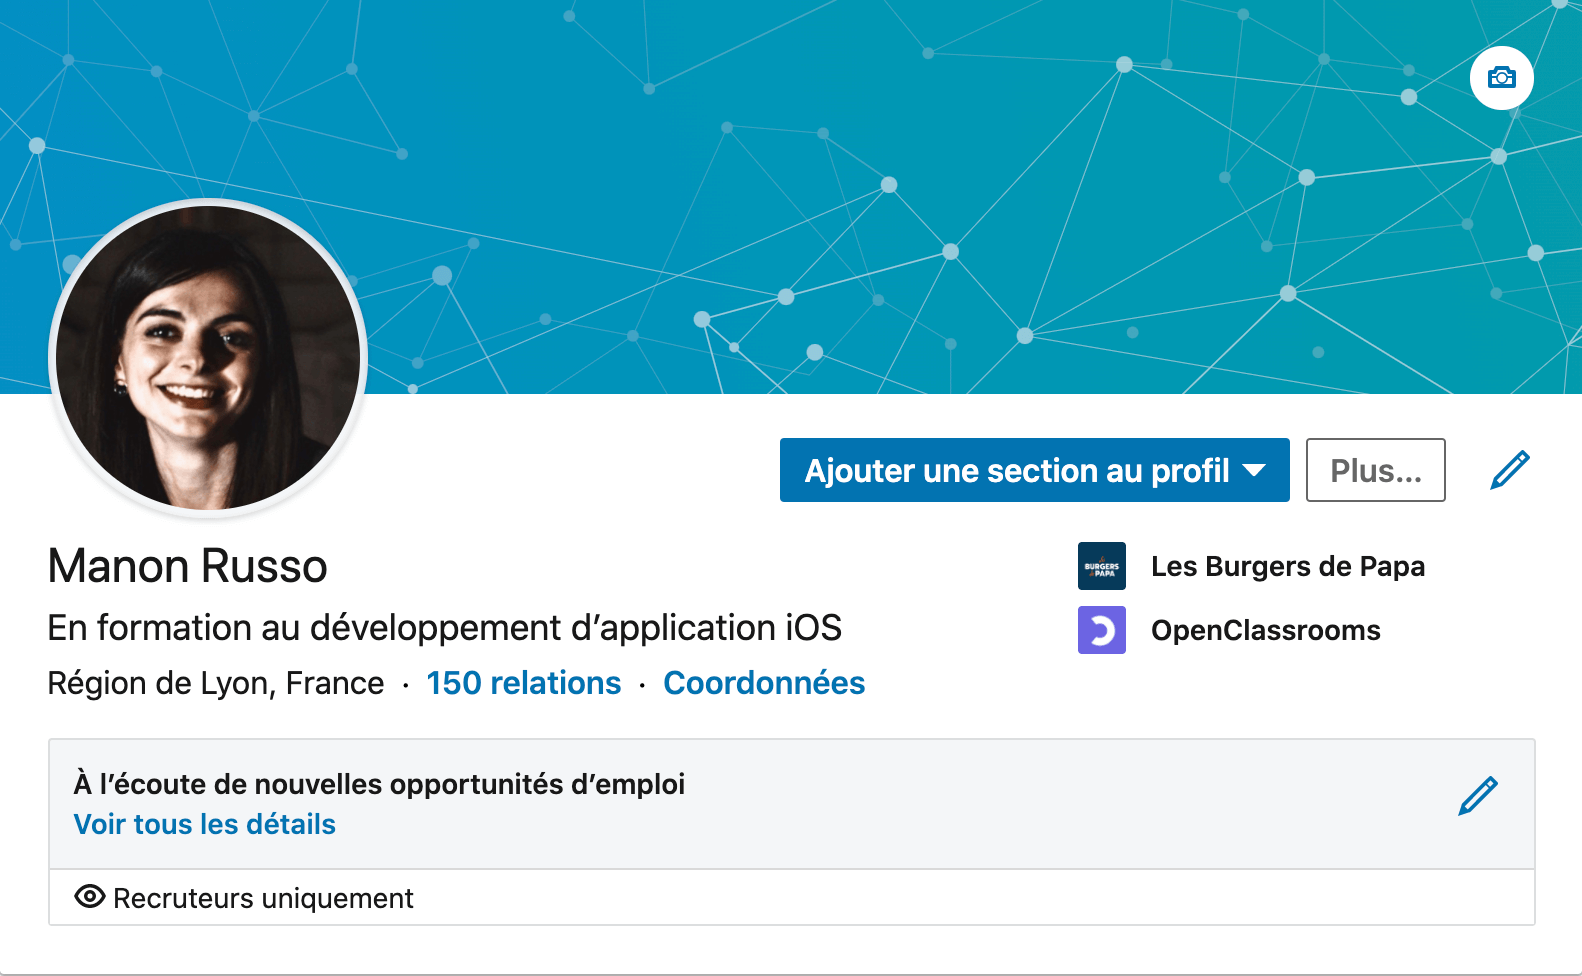 Ajouter une section au profil
Plus...
Manon Russo
En formation au développement d’application iOS
Région de Lyon, France · 150 relations · Coordonnées
BURGERS
PAPA
Les Burgers de Papa
OpenClassrooms
À l’écoute de nouvelles opportunités d’emploi
Voir tous les détails
Recruteurs uniquement